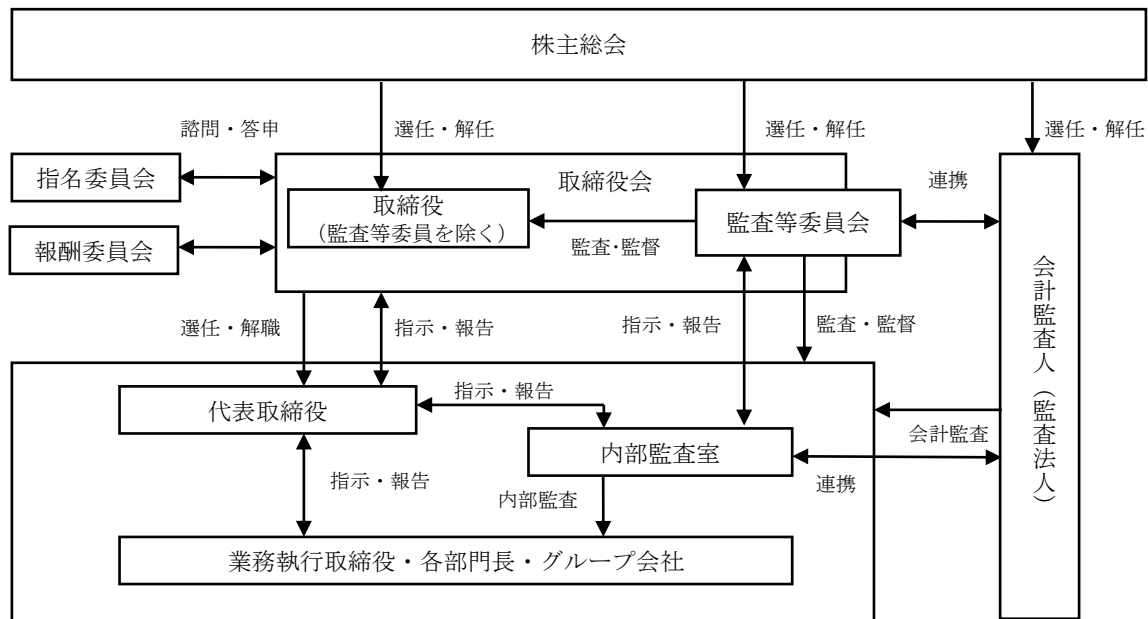 株主総会
諮問・答申
選任・解任
選任・解任
選任・解任
指名委員会
取締役会
連携
取締役
(監査等委員を除く)
監査等委員会
報酬委員会
監査・監督
選任・解職
指示・報告
指示・報告
監査・監督
会計監査人(監査法人)
代表取締役
指示・報告
会計監査
内部監査室
指示・報告
連携
内部監査
業務執行取締役・各部門長・グループ会社